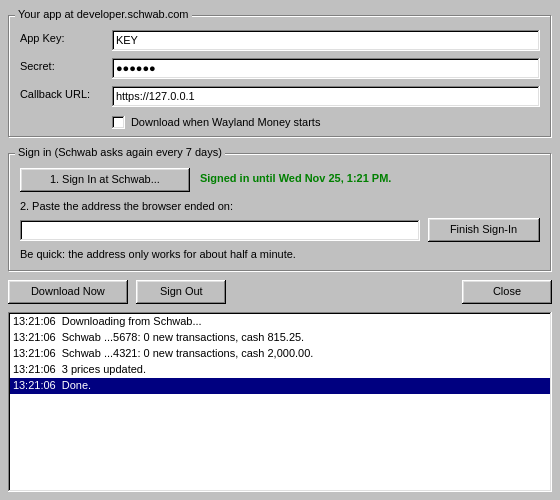 Your app at developer.schwab.com
App Key: KEY
Secret: ●●●●●●
Callback URL: https://127.0.0.1
Download when Wayland Money starts
Sign in (Schwab asks again every 7 days)
1. Sign In at Schwab... Signed in until Wed Nov 25, 1:21 PM.
2. Paste the address the browser ended on:
Finish Sign-In
Be quick: the address only works for about half a minute.
Download Now Sign Out Close
13:21:06 Downloading from Schwab...
13:21:06 Schwab ...5678: 0 new transactions, cash 815.25.
13:21:06 Schwab ...4321: 0 new transactions, cash 2,000.00.
13:21:06 3 prices updated.
13:21:06 Done.